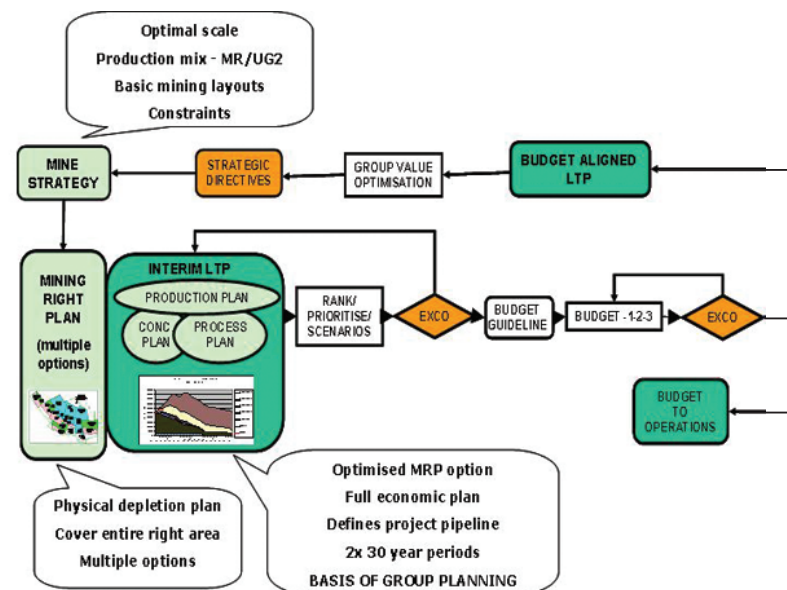 Optimal scale
Production mix - MR/UG2
Basic mining layouts
Constraints
MINE
STRATEGY
STRATEGIC
DIRECTIVES
GROUP VALUE
OPTIMISATION
BUDGET ALIGNED
LTP
MINING
RIGHT
PLAN
(multiple
options)
INTERIM LTP
PRODUCTION PLAN
CONC
PLAN
PROCESS
PLAN
RANK/
PRIORITISE/
SCENARIOS
EXCO
BUDGET
GUIDELINE
BUDGET -1-2-3
EXCO
BUDGET
TO
OPERATIONS
Physical depletion plan
Cover entire right area
Multiple options
Optimised MRP option
Full economic plan
Defines project pipeline
2x 30 year periods
BASIS OF GROUP PLANNING